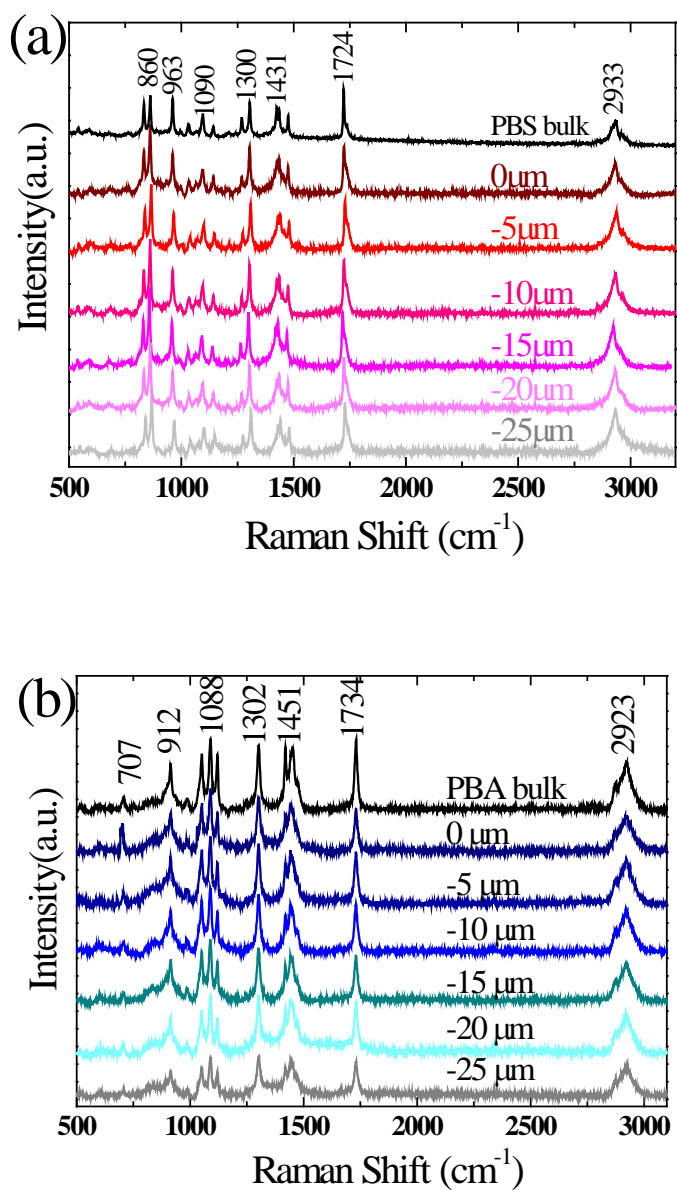 (a)
860 963 1090 1300 1431 1724 2933
PBS bulk
0μm
-5μm
-10μm
-15μm
-20μm
-25μm
Intensity(a.u.)
500 1000 1500 2000 2500 3000
Raman Shift (cm-1)
(b)
707 912 1088 1302 1451 1734 2923
PBA bulk
0 μm
-5 μm
-10 μm
-15 μm
-20 μm
-25 μm
Intensity(a.u.)
500 1000 1500 2000 2500 3000
Raman Shift (cm-1)